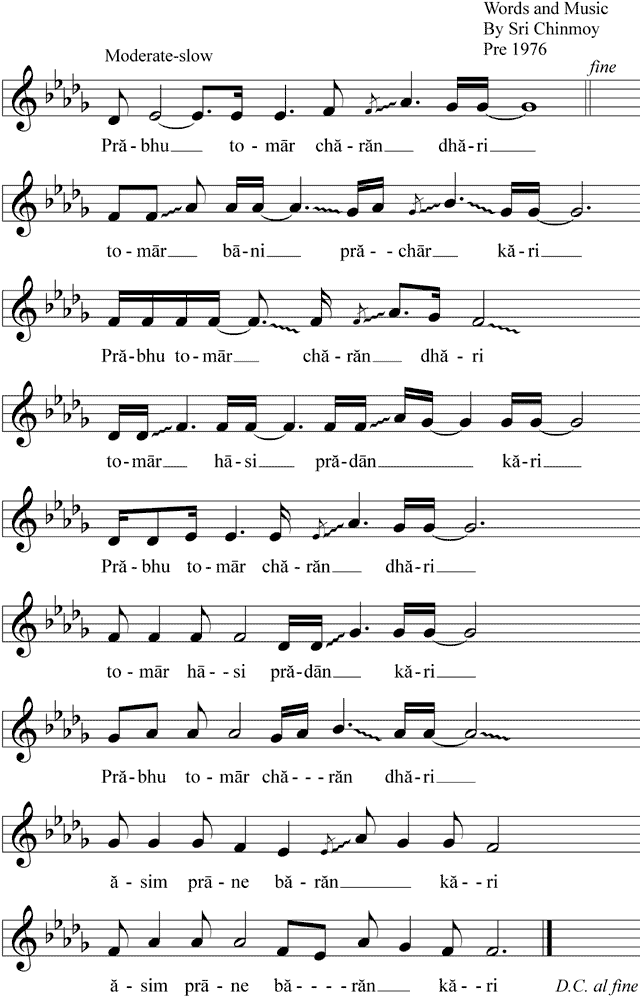 Words and Music
By Sri Chinmoy
Pre 1976
Moderate-slow
fine
Pră-bhu to-mār chă-răn dhă-ri
to-mār bā-ni pră--chār kă-ri
Pră-bhu to-mār chă-răn dhă-ri
to-mār hā-si pră-dān kă-ri
Pră-bhu to-mār chă-răn dhă-ri
to-mār hā--si pră-dān kă-ri
Pră-bhu to-mār chă---răn dhă-ri
ă-sim prā-ne bă-răn kă--ri
ă-sim prā-ne bă----răn kă--ri
D.C. al fine